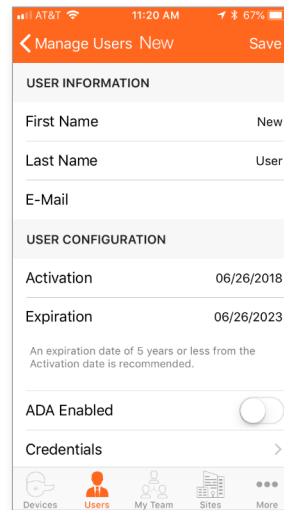 AT&T 11:20 AM 67%
Manage Users New Save
USER INFORMATION
First Name New
Last Name User
E-Mail
USER CONFIGURATION
Activation 06/26/2018
Expiration 06/26/2023
An expiration date of 5 years or less from the
Activation date is recommended.
ADA Enabled
Credentials
Devices Users My Team Sites More